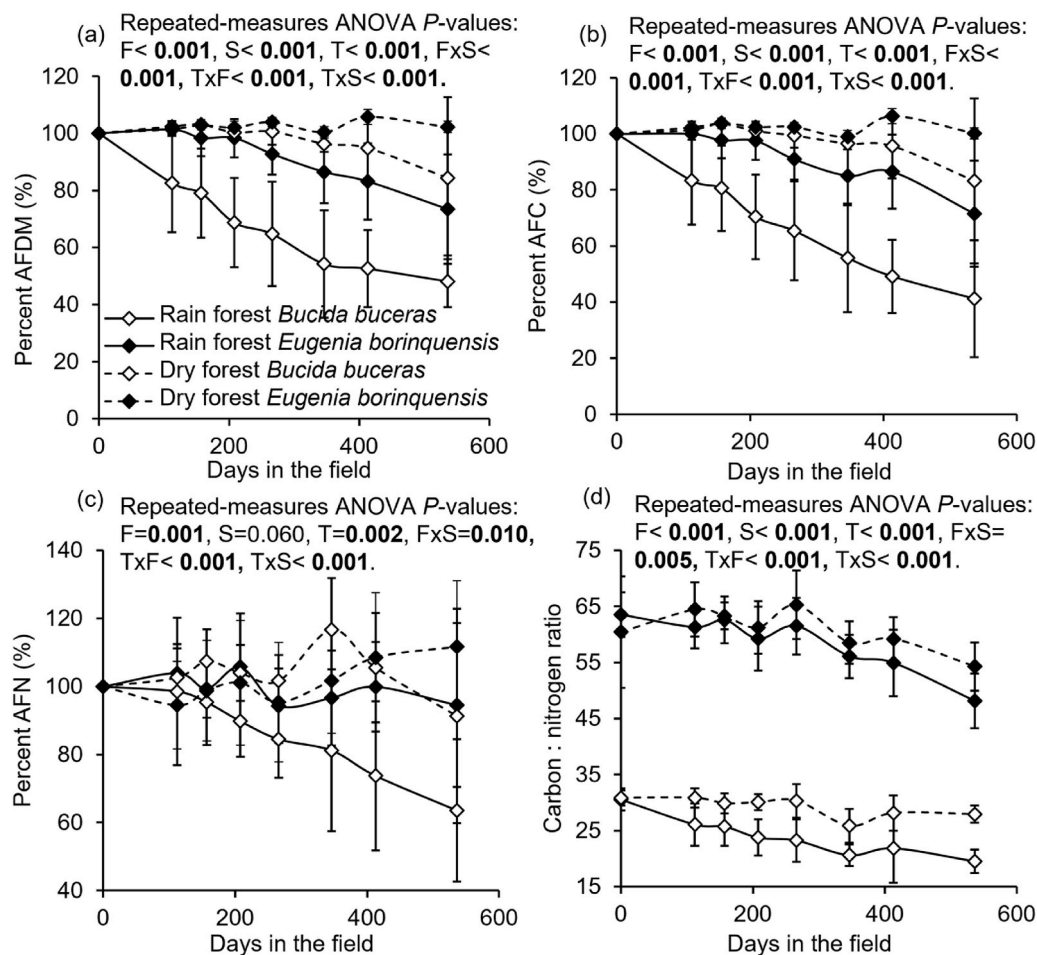 (a) Repeated-measures ANOVA P-values:
F< 0.001, S< 0.001, T< 0.001, FxS<
0.001, TxF< 0.001, TxS< 0.001.
120
100
80
60
40
20
0
Percent AFDM (%)
Rain forest Bucida buceras
Rain forest Eugenia borinquensis
Dry forest Bucida buceras
Dry forest Eugenia borinquensis
0 200 400 600
Days in the field
(b) Repeated-measures ANOVA P-values:
F< 0.001, S< 0.001, T< 0.001, FxS<
0.001, TxF< 0.001, TxS< 0.001.
120
100
80
60
40
20
0
Percent AFC (%)
0 200 400 600
Days in the field
(c) Repeated-measures ANOVA P-values:
F=0.001, S=0.060, T=0.002, FxS=0.010,
TxF< 0.001, TxS< 0.001.
140
120
100
80
60
40
Percent AFN (%)
0 200 400 600
Days in the field
(d) Repeated-measures ANOVA P-values:
F< 0.001, S< 0.001, T< 0.001, FxS=
0.005, TxF< 0.001, TxS< 0.001.
75
65
55
45
35
25
15
Carbon : nitrogen ratio
0 200 400 600
Days in the field